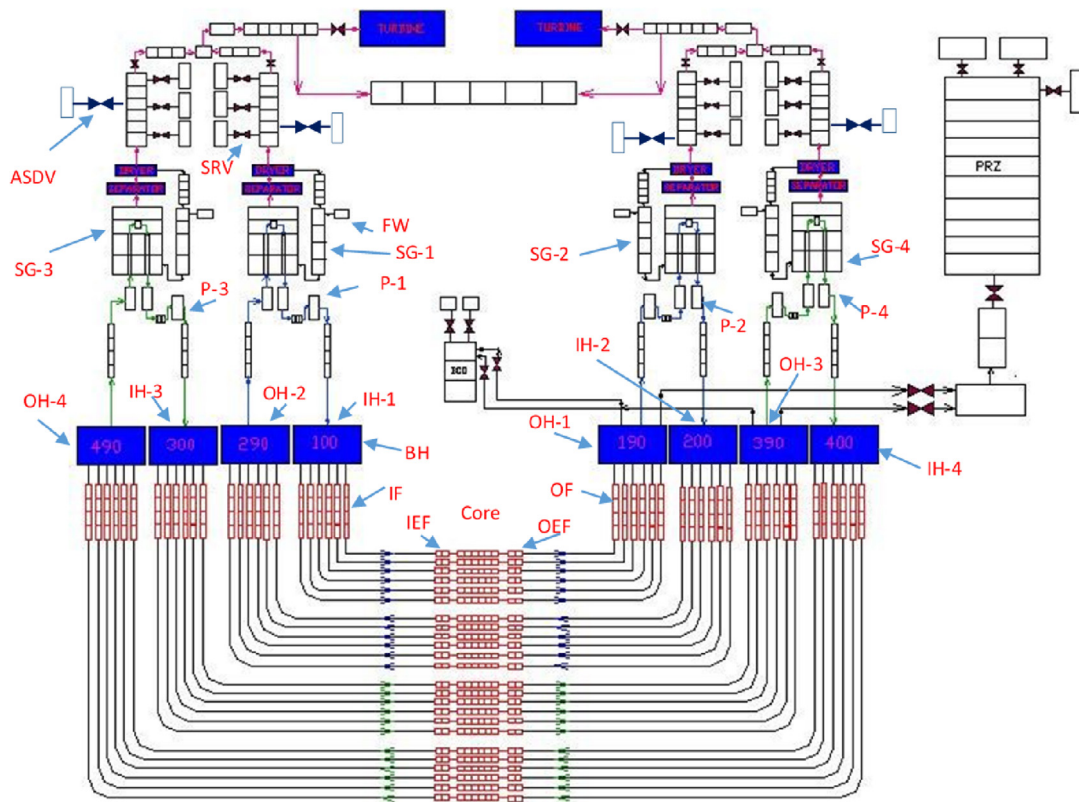 TURBINE
TURBINE
ASDV
SRV
PRZ
DRYER
DRYER
DRYER
DRYER
SEPARATOR
SEPARATOR
SEPARATOR
SEPARATOR
FW
SG-3
SG-1
SG-2
SG-4
P-3
P-1
P-2
P-4
IH-2
OH-3
ICO
OH-4
IH-3
OH-2
IH-1
OH-1
490
300
290
100
BH
190
200
390
400
IH-4
IF
OF
IEF
Core
OEF